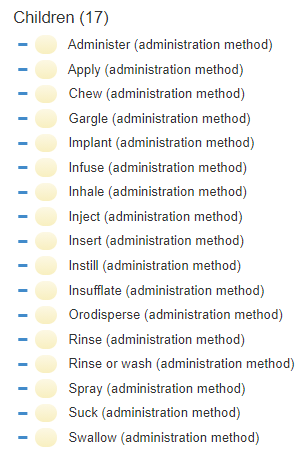 Children (17)
Administer (administration method)
Apply (administration method)
Chew (administration method)
Gargle (administration method)
Implant (administration method)
Infuse (administration method)
Inhale (administration method)
Inject (administration method)
Insert (administration method)
Instill (administration method)
Insufflate (administration method)
Orodisperse (administration method)
Rinse (administration method)
Rinse or wash (administration method)
Spray (administration method)
Suck (administration method)
Swallow (administration method)